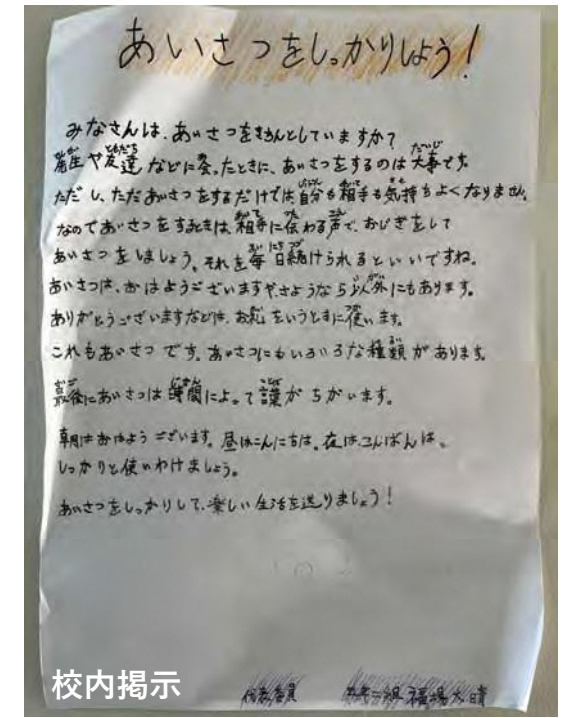 あいさつをしっかりしよう!
みなさんは、あいさつをきちんとしていますか?
先生や友達などに会ったときに、あいさつをするのは大事です。
ただし、ただあいさつをするだけでは自分も相手も気持ちよくなりません。
なのであいさつをするときは、相手に伝わる声で、おじぎをして
あいさつをしましょう。それを毎日続けられるといいですね。
あいさつは、おはようございますやさようなら以外にもあります。
ありがとうございますなどは、お礼をいうときに使います。
これもあいさつです。あいさつにもいろいろな種類があります。
最後にあいさつは時間によって言葉がちがいます。
朝はおはようございます。昼はこんにちは。夜はこんばんは。
しっかりと使いわけましょう。
あいさつをしっかりして、楽しい生活を送りましょう!
校内掲示
代表委員